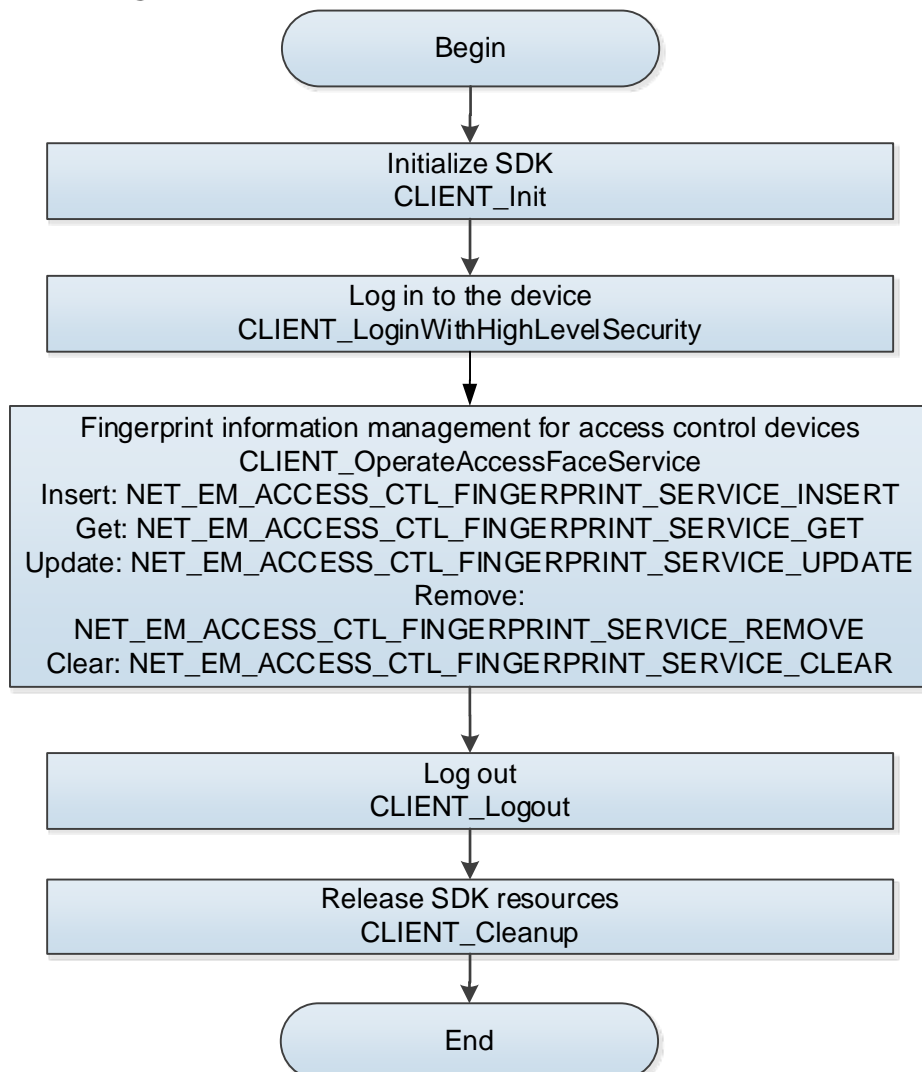 Begin
Initialize SDK
CLIENT_Init
Log in to the device
CLIENT_LoginWithHighLevelSecurity
Fingerprint information management for access control devices
CLIENT_OperateAccessFaceService
Insert: NET_EM_ACCESS_CTL_FINGERPRINT_SERVICE_INSERT
Get: NET_EM_ACCESS_CTL_FINGERPRINT_SERVICE_GET
Update: NET_EM_ACCESS_CTL_FINGERPRINT_SERVICE_UPDATE
Remove:
NET_EM_ACCESS_CTL_FINGERPRINT_SERVICE_REMOVE
Clear: NET_EM_ACCESS_CTL_FINGERPRINT_SERVICE_CLEAR
Log out
CLIENT_Logout
Release SDK resources
CLIENT_Cleanup
End